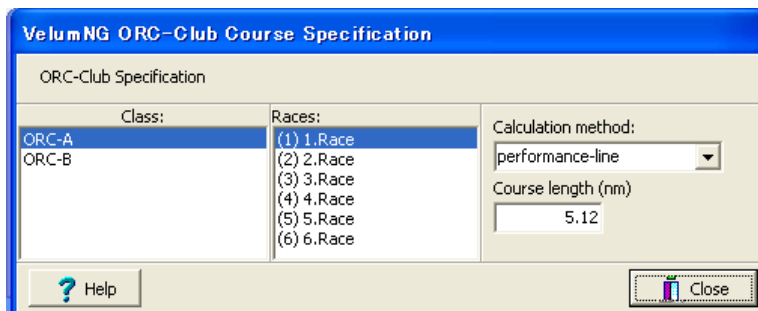 VelumNG ORC-Club Course Specification
ORC-Club Specification
Class:
ORC-A
ORC-B
Races:
(1) 1.Race
(2) 2.Race
(3) 3.Race
(4) 4.Race
(5) 5.Race
(6) 6.Race
Calculation method:
performance-line
Course length (nm)
5.12
? Help
Close